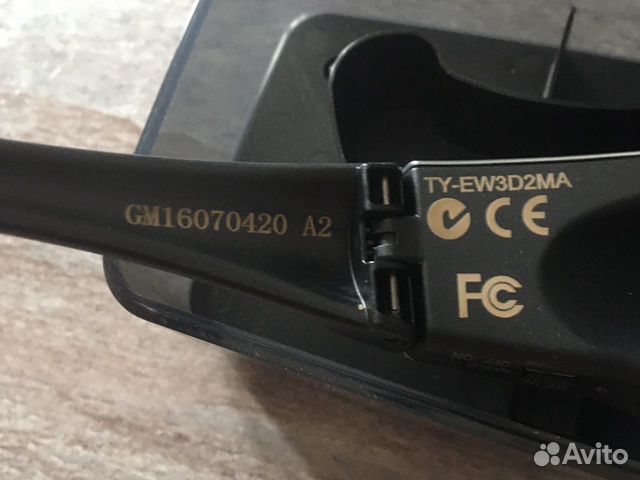 GM16070420 A2
TY-EW3D2MA
CE
FC
Avito